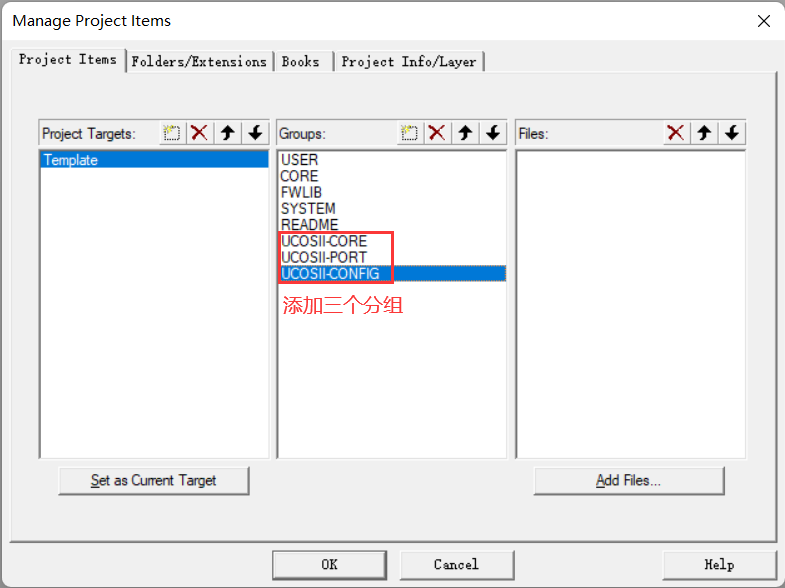 Manage Project Items
Project Items Folders/Extensions Books Project Info/Layer
Project Targets: Groups: Files:
Template
USER
CORE
FWLIB
SYSTEM
README
UCOSII-CORE
UCOSII-PORT
UCOSII-CONFIG
添加三个分组
Set as Current Target Add Files...
OK Cancel Help